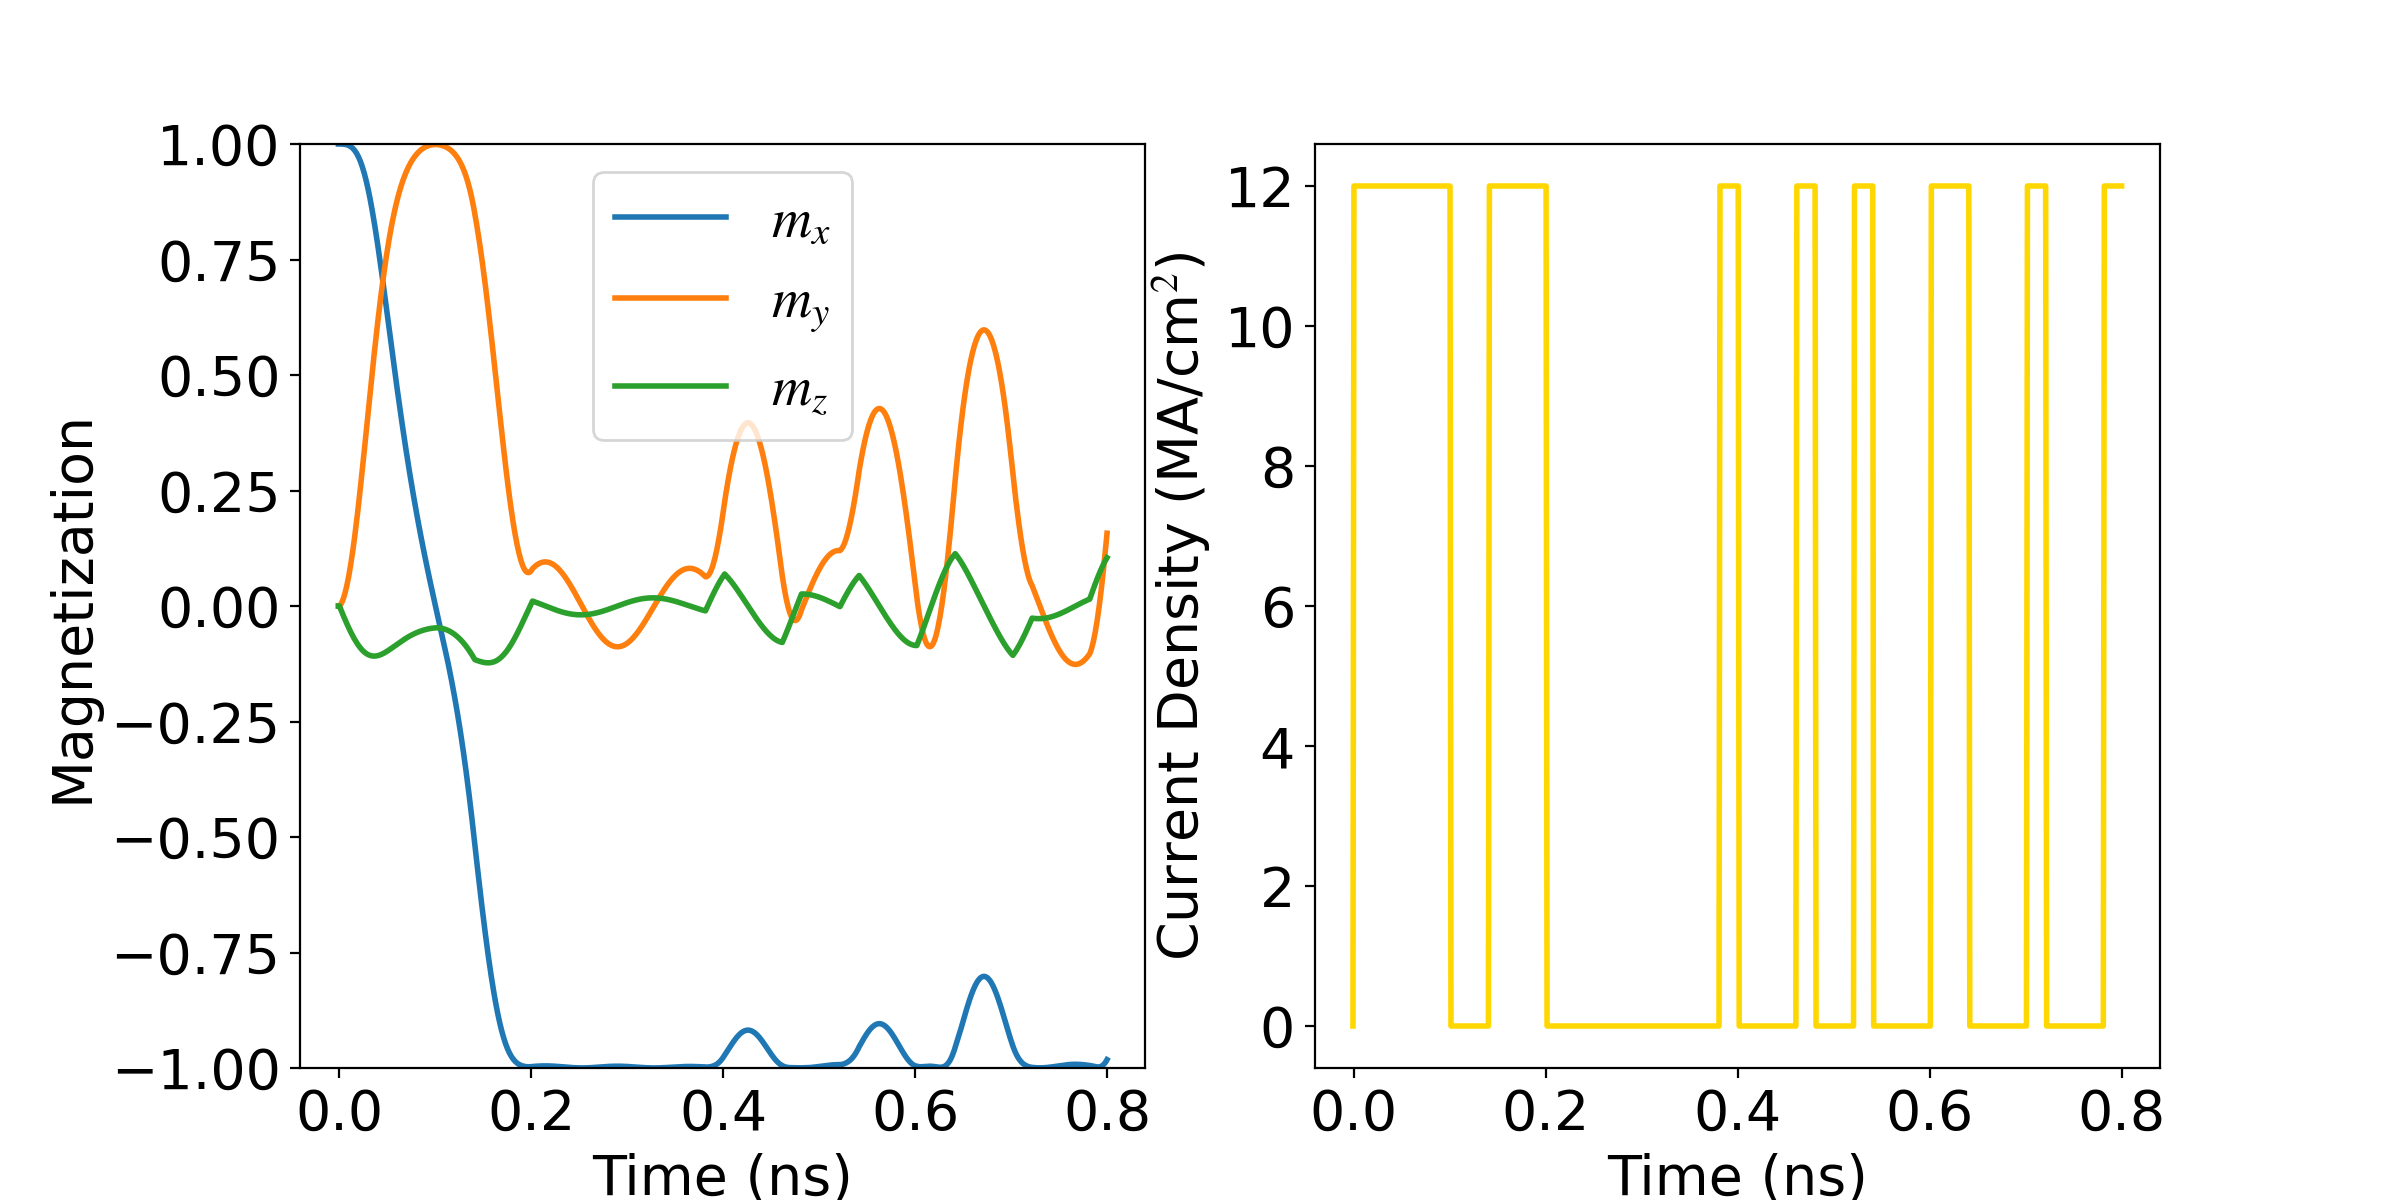 Magnetization
1.00
0.75
0.50
0.25
0.00
−0.25
−0.50
−0.75
−1.00
0.0 0.2 0.4 0.6 0.8
Time (ns)
m_x
m_y
m_z
Current Density (MA/cm²)
12
10
8
6
4
2
0
0.0 0.2 0.4 0.6 0.8
Time (ns)